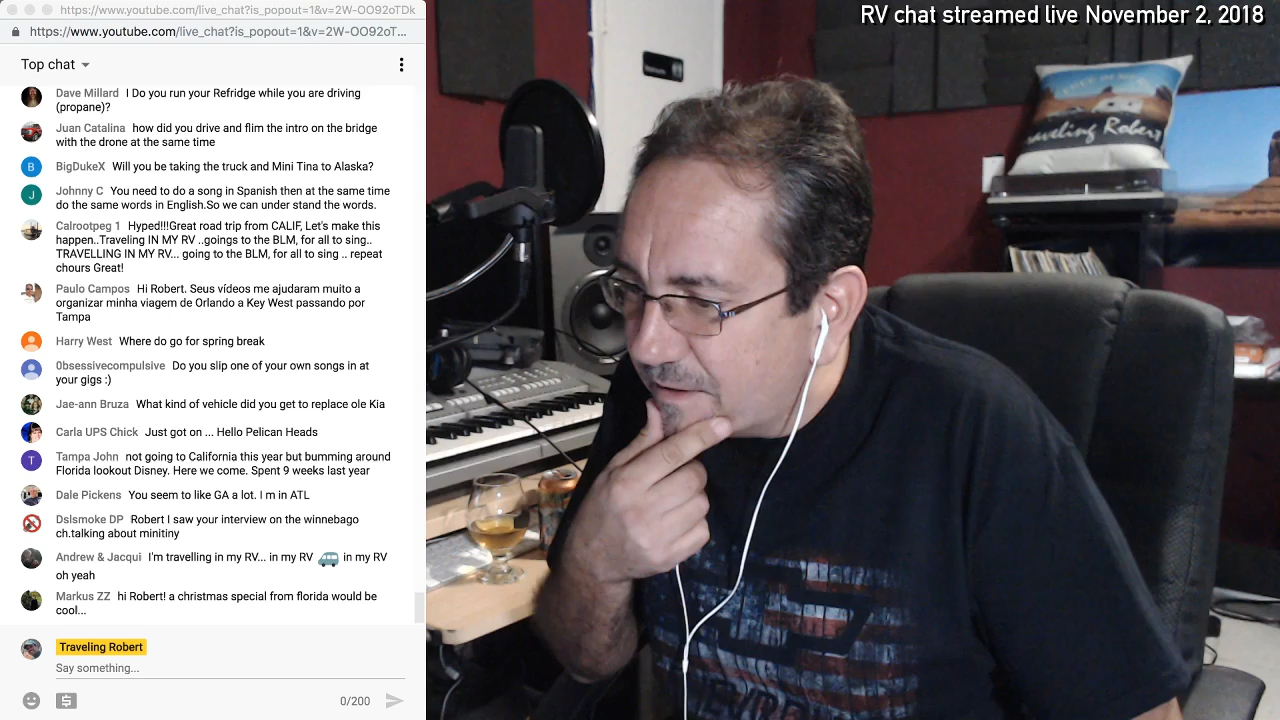 https://www.youtube.com/live_chat?is_popout=1&v=2W-OO92oTDk
RV chat streamed live November 2, 2018
https://www.youtube.com/live_chat?is_popout=1&v=2W-OO92oT...
Top chat
Dave Millard I Do you run your Refridge while you are driving
(propane)?
Juan Catalina how did you drive and flim the intro on the bridge
with the drone at the same time
B BigDukeX Will you be taking the truck and Mini Tina to Alaska?
J Johnny C You need to do a song in Spanish then at the same time
do the same words in English.So we can under stand the words.
Calrootpeg 1 Hyped!!!Great road trip from CALIF, Let's make this
happen..Traveling IN MY RV ..goings to the BLM, for all to sing..
TRAVELLING IN MY RV... going to the BLM, for all to sing .. repeat
chours Great!
Paulo Campos Hi Robert. Seus vídeos me ajudaram muito a
organizar minha viagem de Orlando a Key West passando por
Tampa
Harry West Where do go for spring break
0bsessivecompulsive Do you slip one of your own songs in at
your gigs :)
Jae-ann Bruza What kind of vehicle did you get to replace ole Kia
Carla UPS Chick Just got on ... Hello Pelican Heads
T Tampa John not going to California this year but bumming around
Florida lookout Disney. Here we come. Spent 9 weeks last year
Dale Pickens You seem to like GA a lot. I m in ATL
Dslsmoke DP Robert I saw your interview on the winnebago
ch.talking about minitiny
Andrew & Jacqui I'm travelling in my RV... in my RV in my RV
oh yeah
Markus ZZ hi Robert! a christmas special from florida would be
cool...
Traveling Robert
Say something...
0/200
Traveling Robert